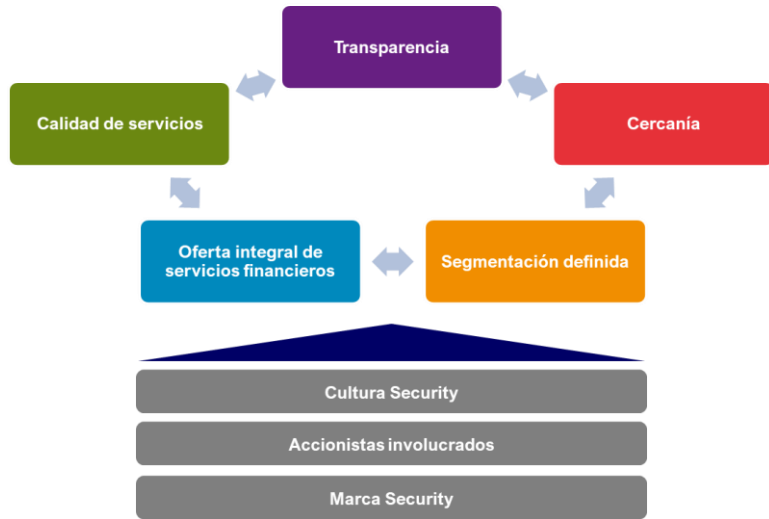 Transparencia
Calidad de servicios
Cercanía
Oferta integral de
servicios financieros
Segmentación definida
Cultura Security
Accionistas involucrados
Marca Security